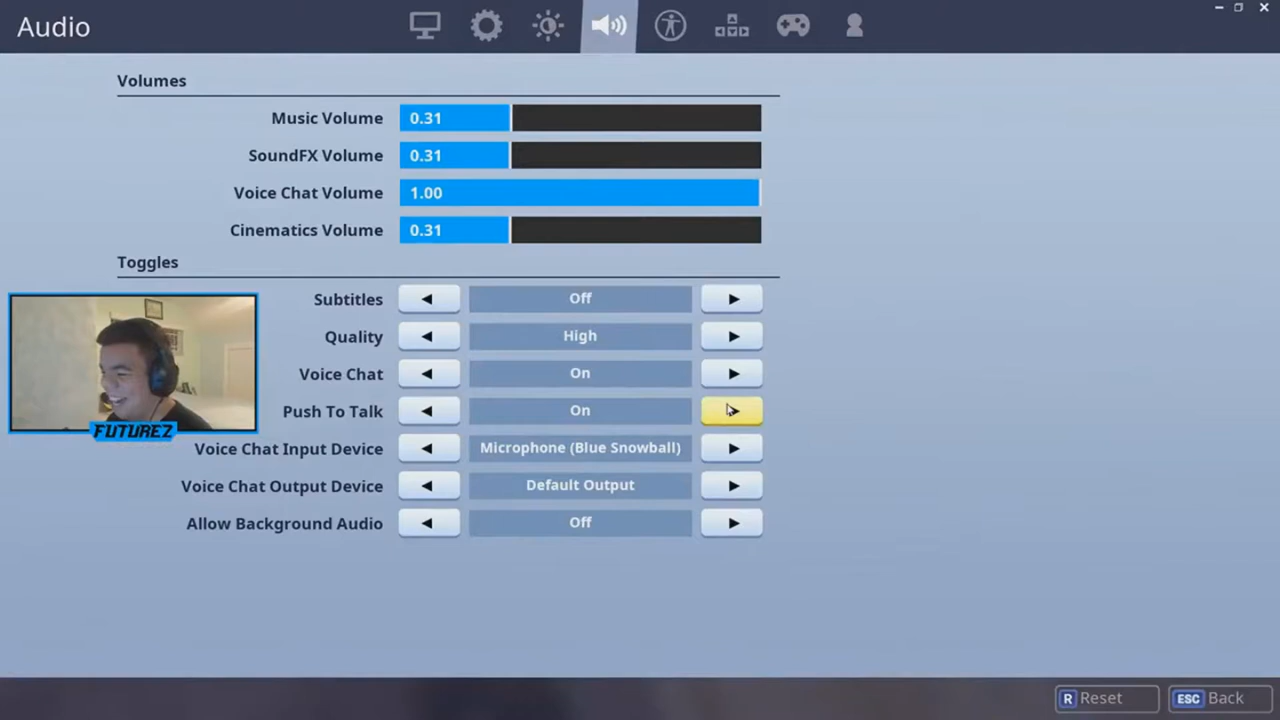 Audio
Volumes
Music Volume 0.31
SoundFX Volume 0.31
Voice Chat Volume 1.00
Cinematics Volume 0.31
Toggles
Subtitles Off
Quality High
Voice Chat On
Push To Talk On
FUTUREZ
Voice Chat Input Device Microphone (Blue Snowball)
Voice Chat Output Device Default Output
Allow Background Audio Off
R Reset ESC Back